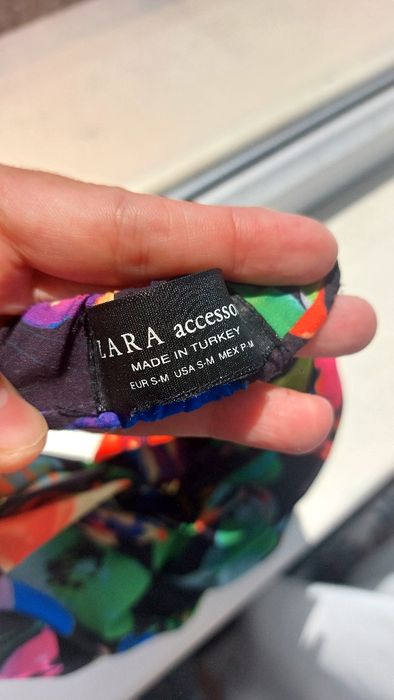 ZARA accesso
MADE IN TURKEY
EUR S-M USA S-M MEX P-M